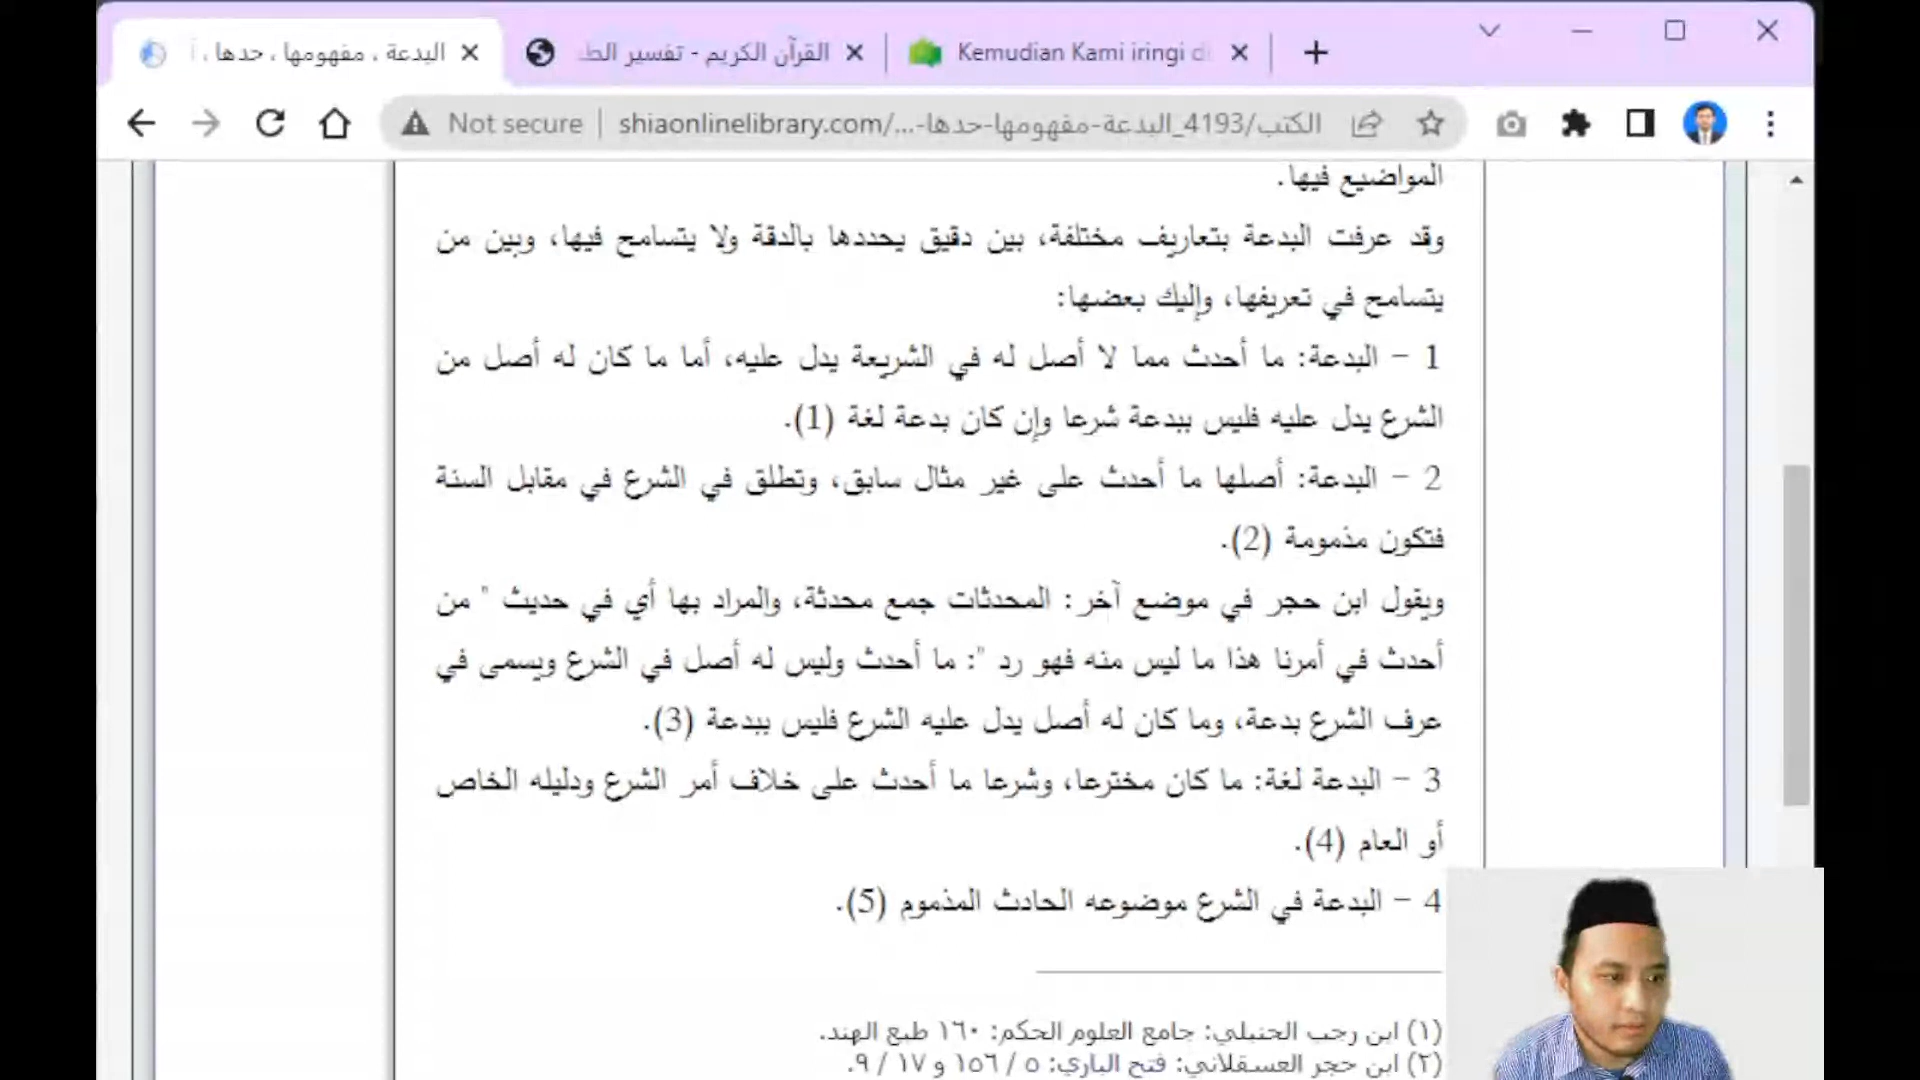 البدعة ، مفهومها ، حدها ،
القرآن الكريم - تفسير الط
Kemudian Kami iringi d
Not secure
shiaonlinelibrary.com/...-الكتب/4193_البدعة-مفهومها-حدها
المواضيع فيها.
وقد عرفت البدعة بتعاريف مختلفة، بين دقيق يحددها بالدقة ولا يتسامح فيها، وبين من
يتسامح في تعريفها، وإليك بعضها:
1 - البدعة: ما أحدث مما لا أصل له في الشريعة يدل عليه، أما ما كان له أصل من
الشرع يدل عليه فليس ببدعة شرعا وإن كان بدعة لغة (1).
2 - البدعة: أصلها ما أحدث على غير مثال سابق، وتطلق في الشرع في مقابل السنة
فتكون مذمومة (2).
ويقول ابن حجر في موضع آخر: المحدثات جمع محدثة، والمراد بها أي في حديث " من
أحدث في أمرنا هذا ما ليس منه فهو رد ": ما أحدث وليس له أصل في الشرع ويسمى في
عرف الشرع بدعة، وما كان له أصل يدل عليه الشرع فليس ببدعة (3).
3 - البدعة لغة: ما كان مخترعا، وشرعا ما أحدث على خلاف أمر الشرع ودليله الخاص
أو العام (4).
4 - البدعة في الشرع موضوعه الحادث المذموم (5).
(١) ابن رجب الحنبلي: جامع العلوم الحكم: ١٦٠ طبع الهند.
(٢) ابن حجر العسقلاني: فتح الباري: ٥ / ١٥٦ و ١٧ / ٩.